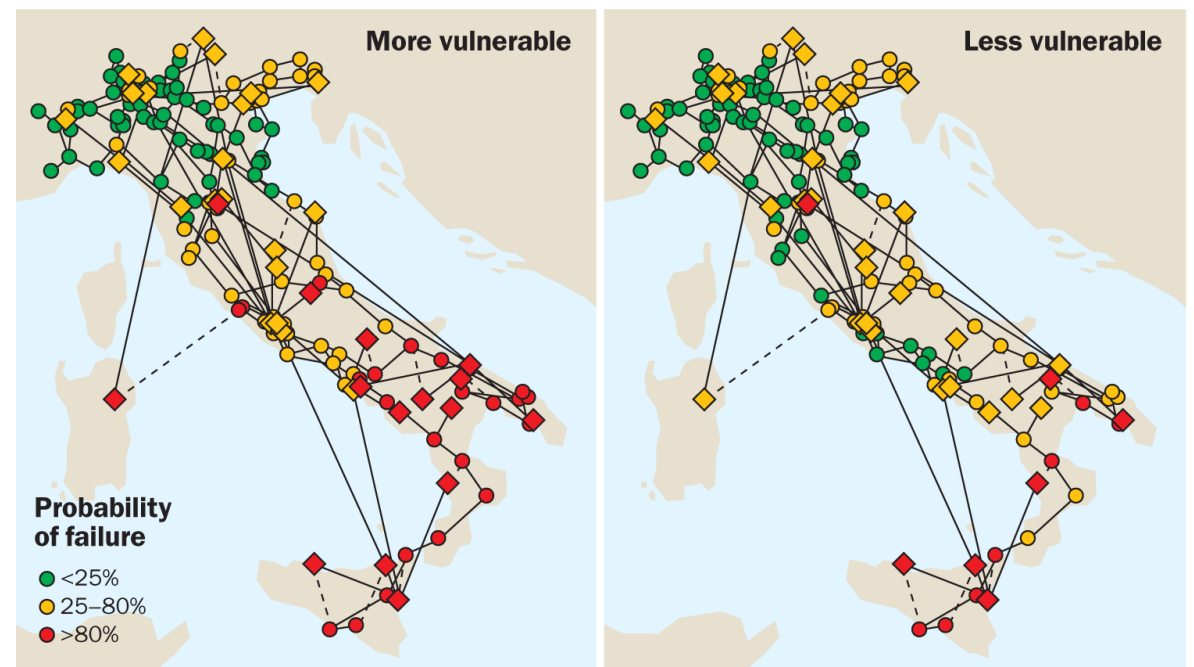 More vulnerable
Less vulnerable
Probability
of failure
<25%
25–80%
>80%